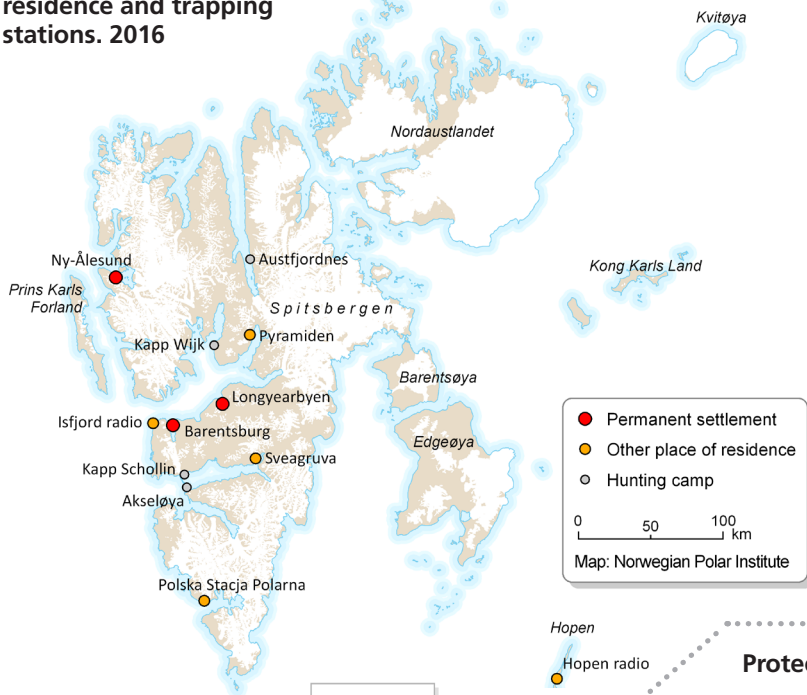 residence and trapping
stations. 2016
Kvitøya
Nordaustlandet
Ny-Ålesund
Austfjordnes
Kong Karls Land
Prins Karls
Forland
Spitsbergen
Kapp Wijk
Pyramiden
Barentsøya
Longyearbyen
Isfjord radio
Barentsburg
Edgeøya
Kapp Schollin
Sveagruva
Akseløya
Polska Stacja Polarna
Permanent settlement
Other place of residence
Hunting camp
0 50 100
km
Map: Norwegian Polar Institute
Hopen
Hopen radio